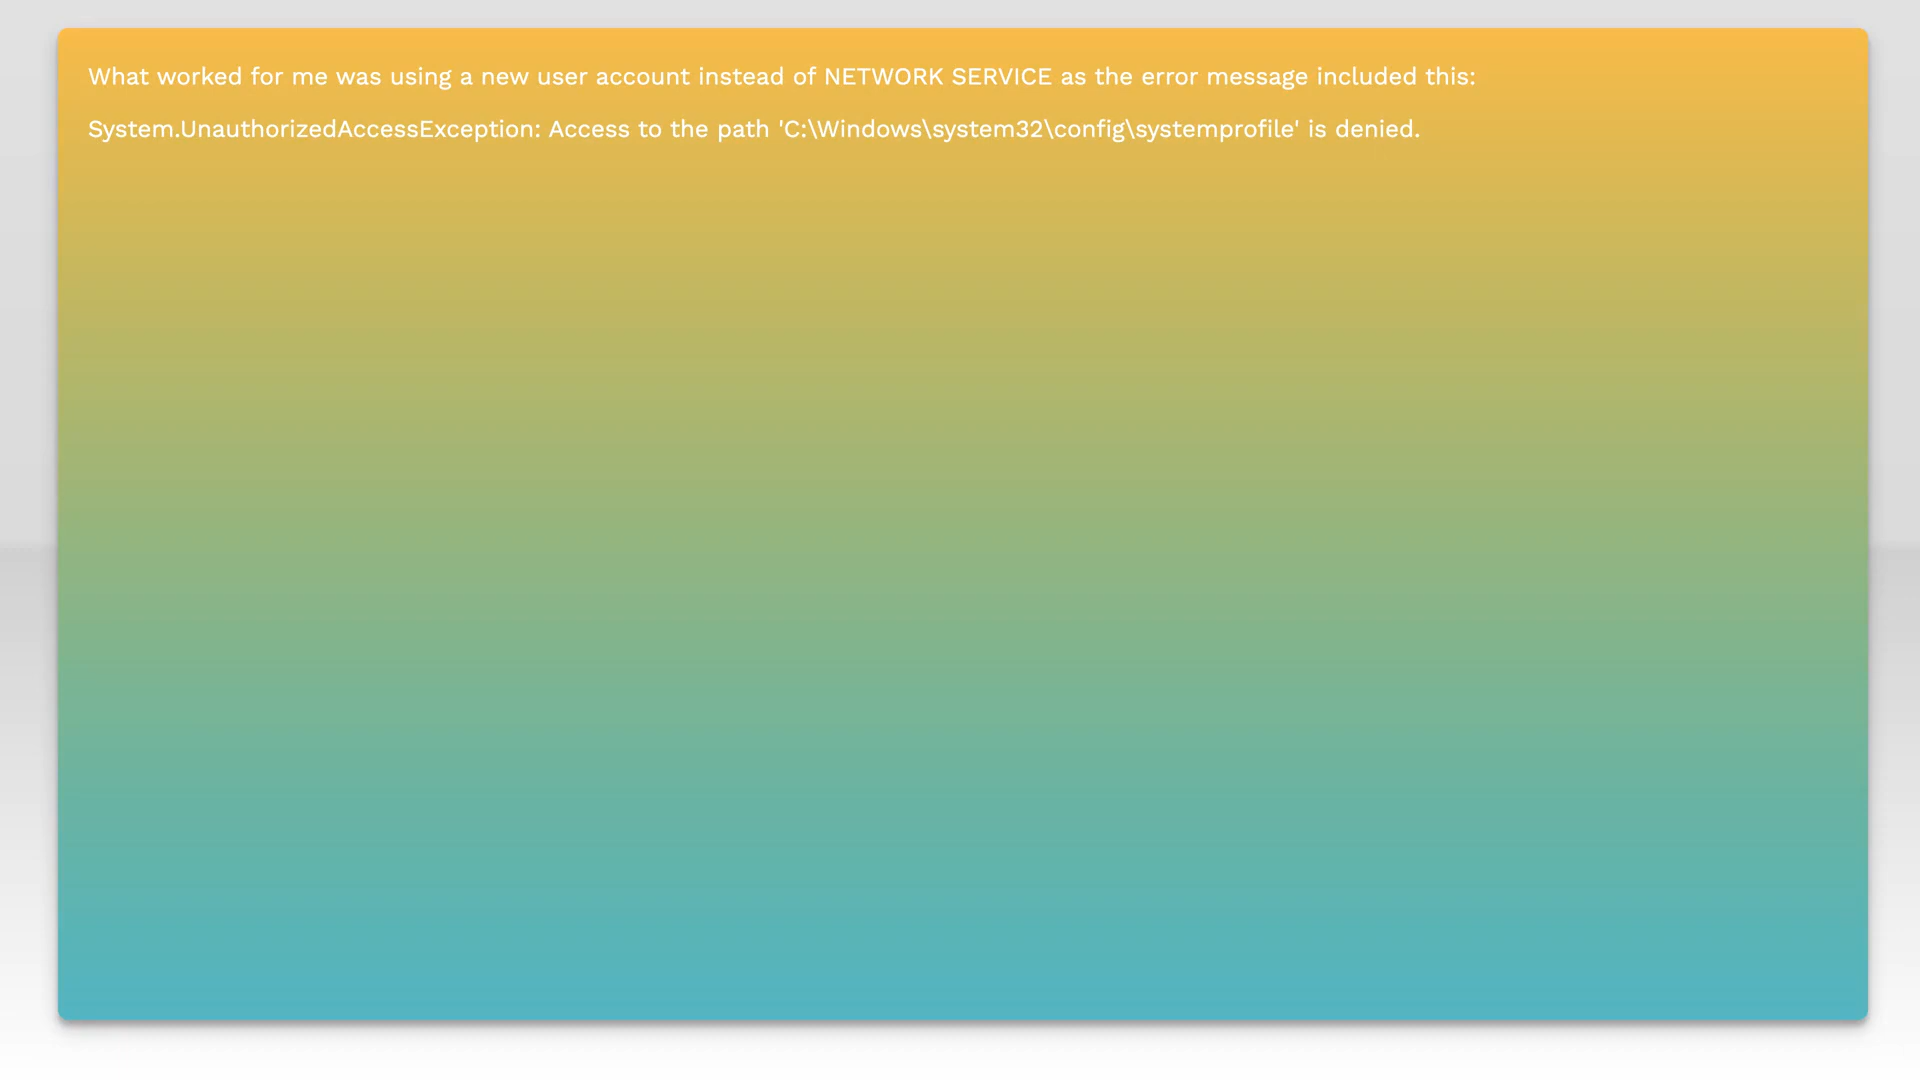 What worked for me was using a new user account instead of NETWORK SERVICE as the error message included this:
System.UnauthorizedAccessException: Access to the path 'C:\Windows\system32\config\systemprofile' is denied.